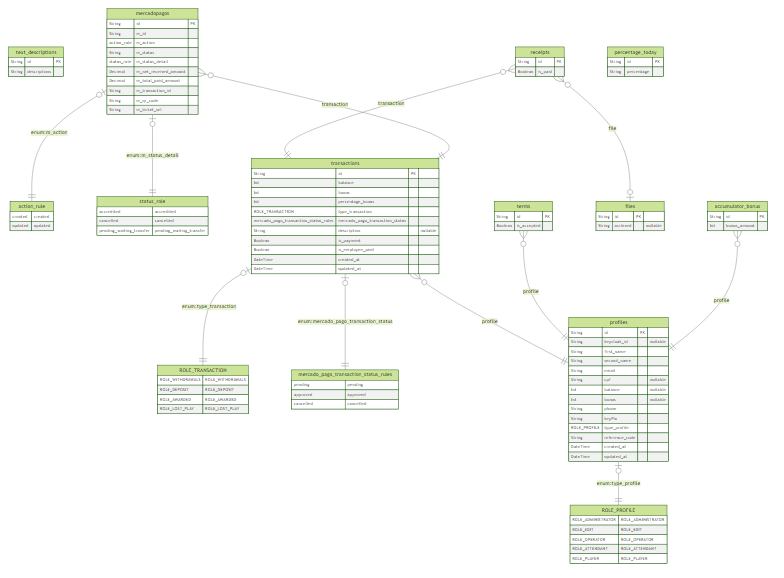 mercadopagos
String id PK
String m_id
action_role m_action
String m_status
status_role m_status_detail
Decimal m_net_received_amount
Decimal m_total_paid_amount
String m_transaction_id
String m_qr_code
String m_ticket_url
text_descriptions
String id PK
String descriptions
receipts
String id PK
Boolean is_valid
percentage_today
String id PK
String percentage
transaction
transaction
file
enum:m_action
enum:m_status_detail
transactions
String id PK
Int balance
Int bonus
Int percentage_bonus
ROLE_TRANSACTION type_transaction
mercado_pago_transaction_status_rules mercado_pago_transaction_status
String description nullable
Boolean is_payment
Boolean is_employee_paid
DateTime created_at
DateTime updated_at
action_rule
created created
updated updated
status_role
accredited accredited
cancelled cancelled
pending_waiting_transfer pending_waiting_transfer
terms
String id PK
Boolean is_accepted
files
String id PK
String nullable
accumulator_bonus
String id PK
Int bonus_amount
profile
profile
profile
enum:type_transaction
enum:mercado_pago_transaction_status
profiles
String id PK
String keycloak_id nullable
String first_name
String second_name
String email
String cpf nullable
Int balance nullable
Int bonus nullable
String phone
String keyPix
ROLE_PROFILE type_profile
String reference_code
DateTime created_at
DateTime updated_at
ROLE_TRANSACTION
ROLE_WITHDRAWALS ROLE_WITHDRAWALS
ROLE_DEPOSIT ROLE_DEPOSIT
ROLE_AWARDED ROLE_AWARDED
ROLE_LOST_PLAY ROLE_LOST_PLAY
mercado_pago_transaction_status_rules
pending pending
approved approved
cancelled cancelled
enum:type_profile
ROLE_PROFILE
ROLE_ADMINISTRATOR ROLE_ADMINISTRATOR
ROLE_EDIT ROLE_EDIT
ROLE_OPERATOR ROLE_OPERATOR
ROLE_ATTENDANT ROLE_ATTENDANT
ROLE_PLAYER ROLE_PLAYER